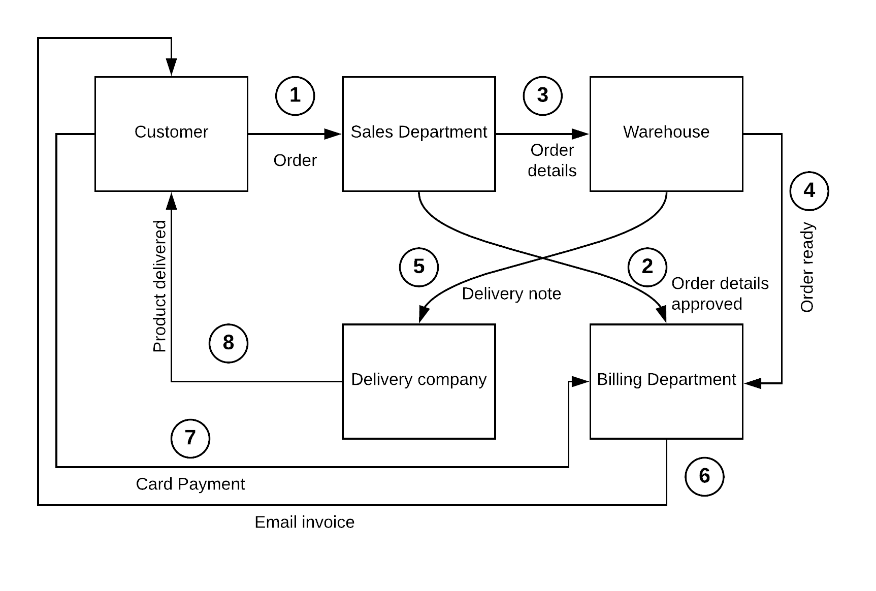 1
3
Customer
Sales Department
Warehouse
Order
Order
details
4
Order ready
Product delivered
5
2
Delivery note
Order details
approved
8
Delivery company
Billing Department
7
6
Card Payment
Email invoice